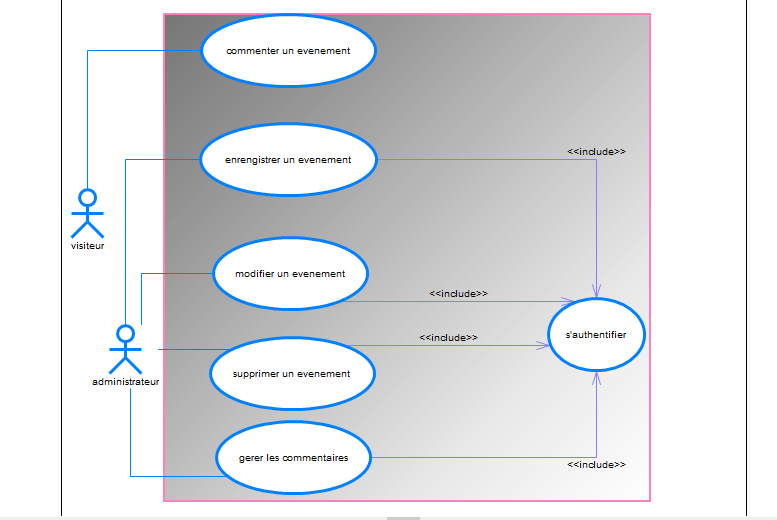 commenter un evenement
enrengistrer un evenement
<<include>>
visiteur
modifier un evenement
<<include>>
s'authentifier
<<include>>
administrateur
supprimer un evenement
gerer les commentaires
<<include>>